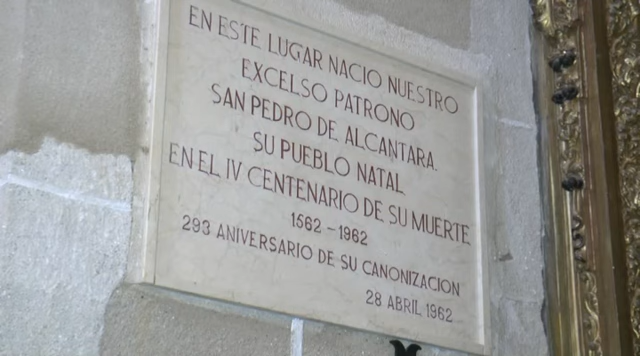 EN ESTE LUGAR NACIO NUESTRO
EXCELSO PATRONO
SAN PEDRO DE ALCANTARA.
SU PUEBLO NATAL
EN EL IV CENTENARIO DE SU MUERTE
1562 - 1962
293 ANIVERSARIO DE SU CANONIZACION
28 ABRIL 1962